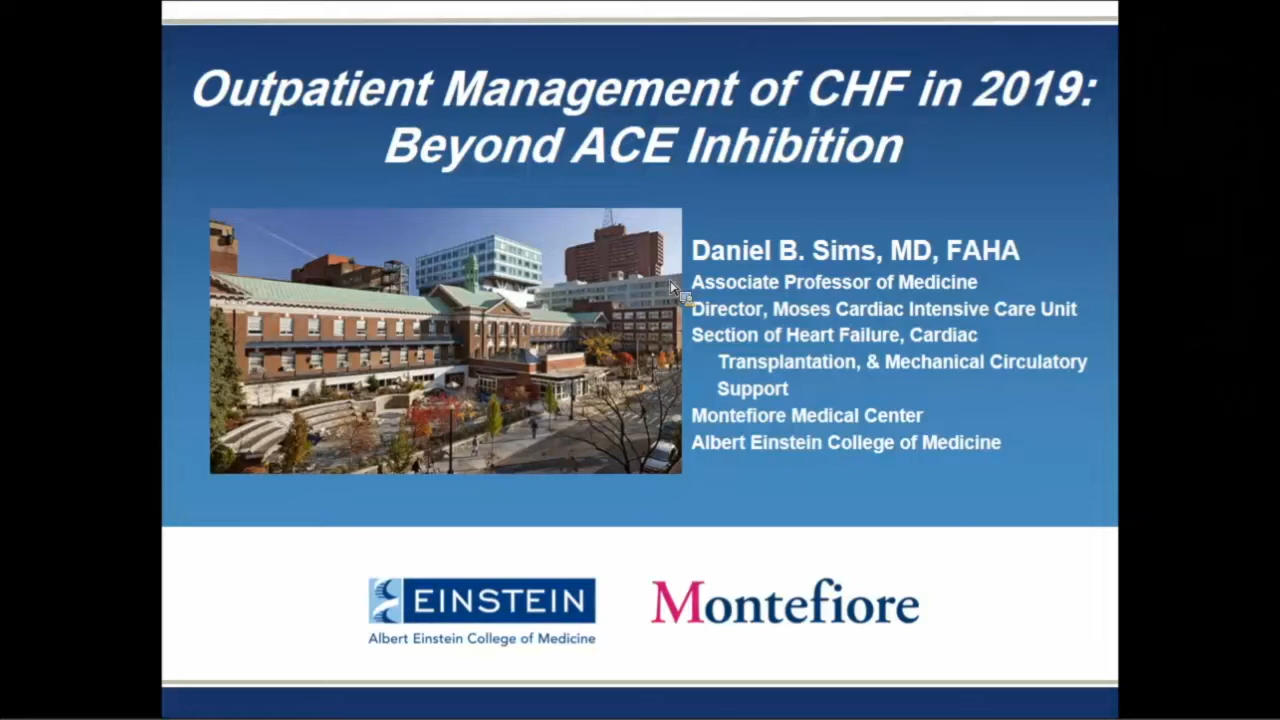 Outpatient Management of CHF in 2019:
Beyond ACE Inhibition
Daniel B. Sims, MD, FAHA
Associate Professor of Medicine
Director, Moses Cardiac Intensive Care Unit
Section of Heart Failure, Cardiac
Transplantation, & Mechanical Circulatory
Support
Montefiore Medical Center
Albert Einstein College of Medicine
EINSTEIN
Albert Einstein College of Medicine
Montefiore